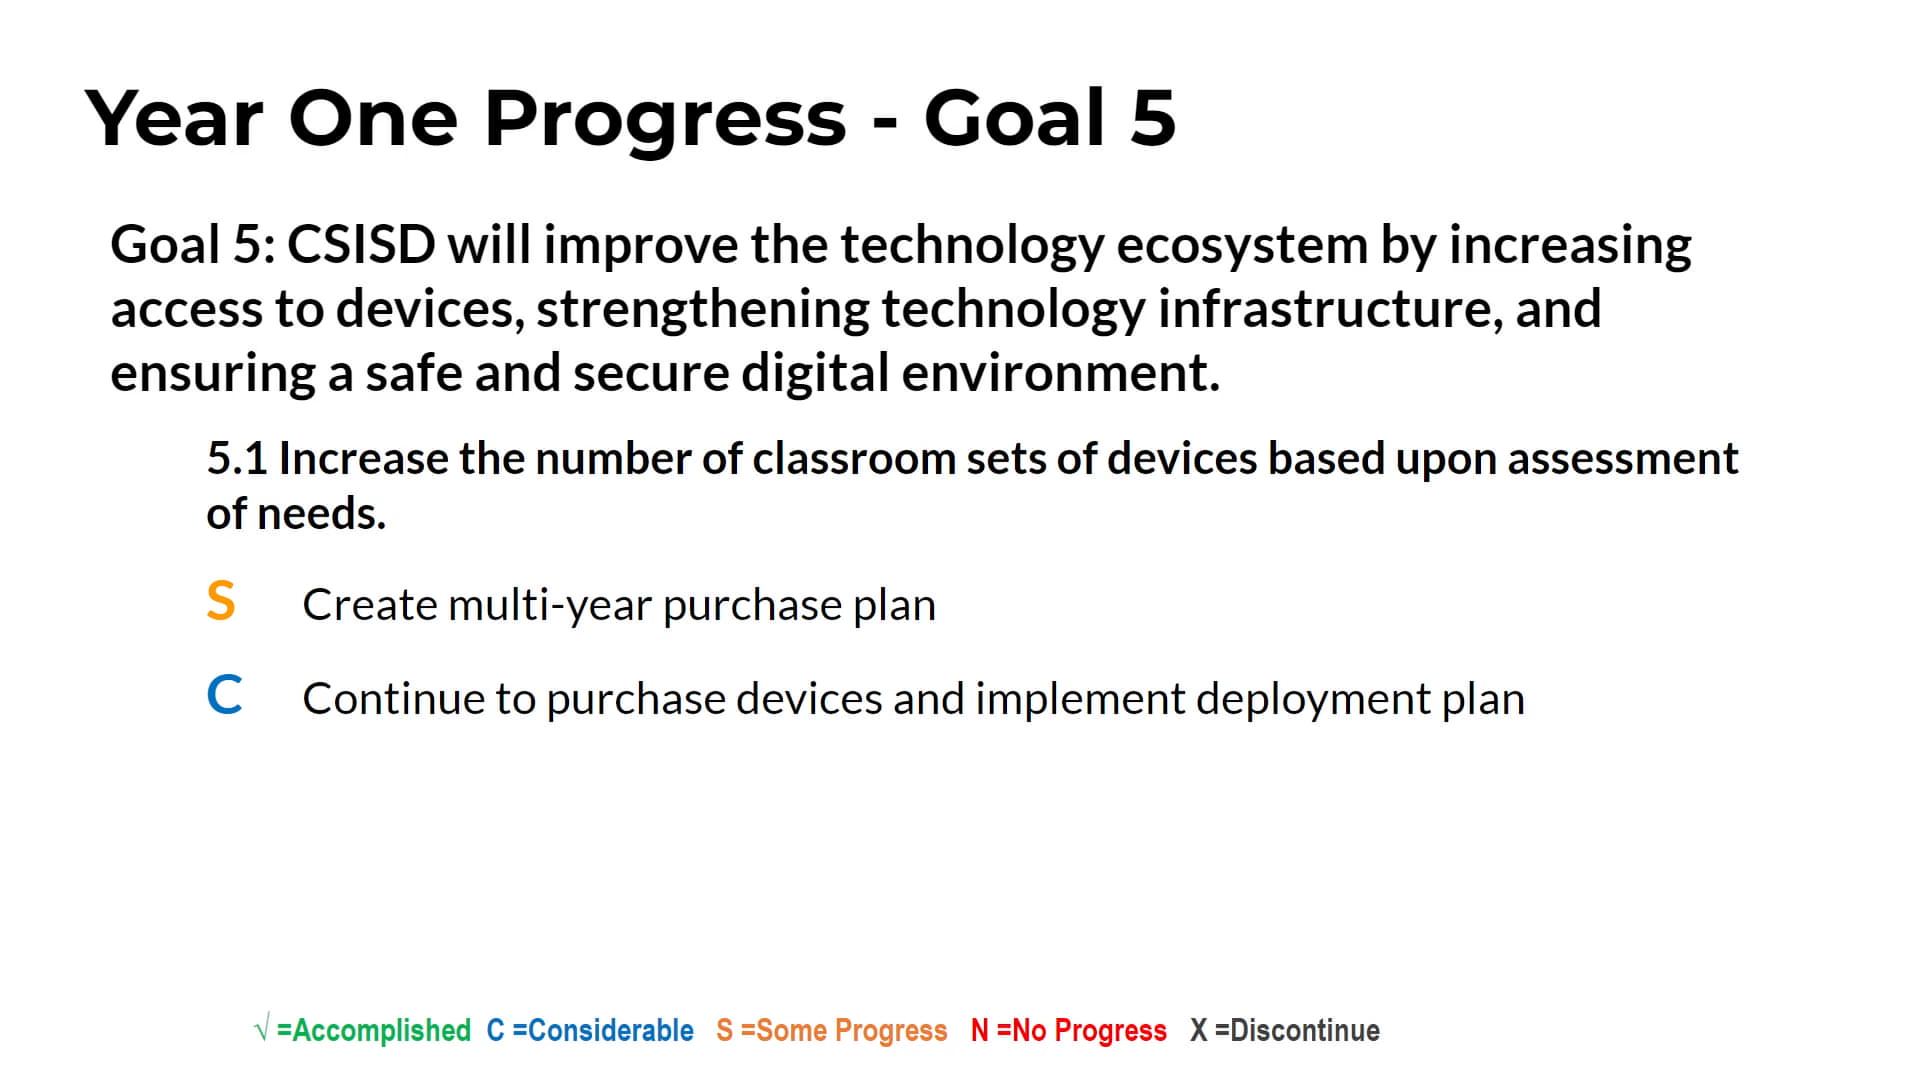 Year One Progress - Goal 5
Goal 5: CSISD will improve the technology ecosystem by increasing
access to devices, strengthening technology infrastructure, and
ensuring a safe and secure digital environment.
5.1 Increase the number of classroom sets of devices based upon assessment
of needs.
S Create multi-year purchase plan
C Continue to purchase devices and implement deployment plan
√ =Accomplished C =Considerable S =Some Progress N =No Progress X =Discontinue